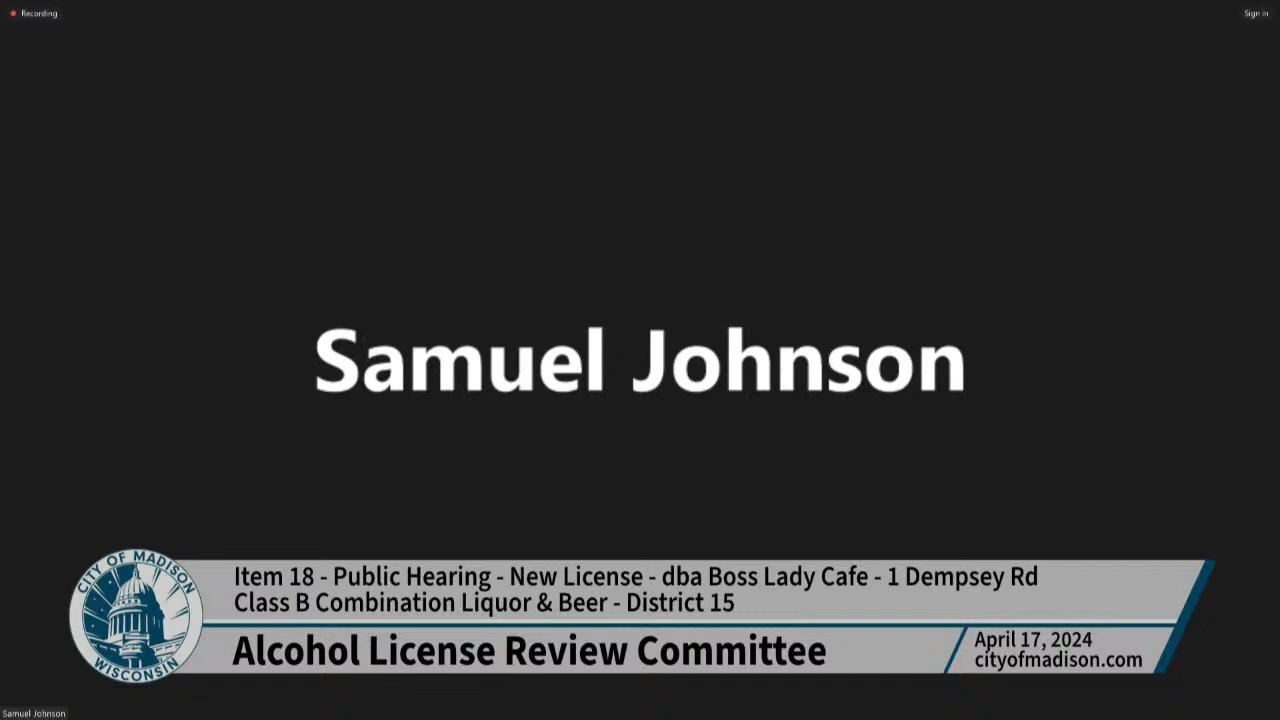 Recording
Sign in
Samuel Johnson
CITY OF MADISON
WISCONSIN
Item 18 - Public Hearing - New License - dba Boss Lady Cafe - 1 Dempsey Rd
Class B Combination Liquor & Beer - District 15
Alcohol License Review Committee
April 17, 2024
cityofmadison.com
Samuel Johnson